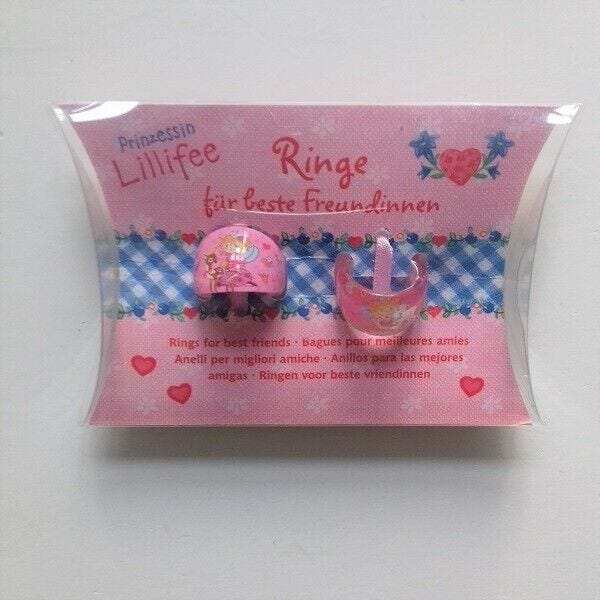 Prinzessin
Lillifee
Ringe
für beste Freundinnen
Rings for best friends · Bagues pour meilleures amies
Anelli per migliori amiche · Anillos para las mejores
amigas · Ringen voor beste vriendinnen